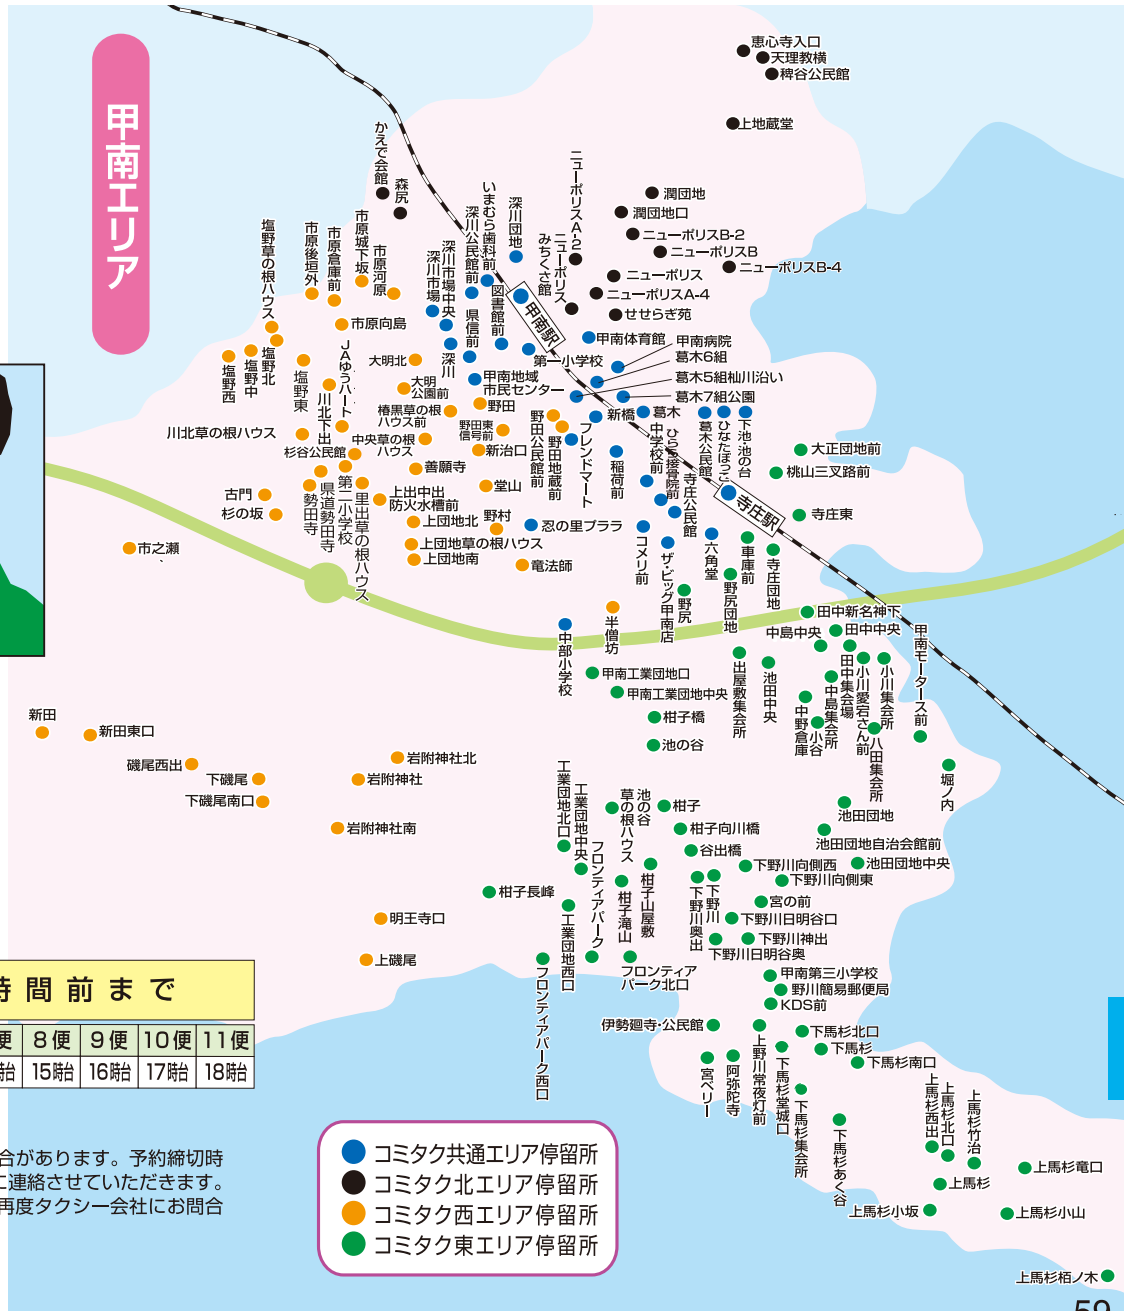 甲南エリア
恵心寺入口
天理教横
稗谷公民館
上地蔵堂
かえで会館
森尻
ニューポリスA-2
潤団地
潤団地口
ニューポリスB-2
ニューポリスB
ニューポリスB-4
ニューポリス
ニューポリスA-4
せせらぎ苑
ニューポリス
みちくさ館
深川団地
いまむら歯科前
深川公民館前
深川市場中央
深川市場
図書館前
県信前
深川
甲南駅
第一小学校
甲南体育館
甲南病院
葛木6組
葛木5組杣川沿い
葛木7組公園
甲南地域
市民センター
新橋
葛木
フレンドマート
稲荷前
中学校前
ひらき接骨院前
寺庄公民館
葛木公民館
ひなたぼっこ
下池池の台
寺庄駅
コメリ前
ザ・ビッグ甲南店
六角堂
忍の里プララ
中部小学校
塩野草の根ハウス
市原後垣外
市原倉庫前
市原城下坂
市原河原
市原向島
塩野西
塩野中
塩野北
塩野東
JAゆうハート
川北下出
大明北
大明
公園前
椿黒草の根
ハウス前
野田
野田東
信号前
野田公民館前
野田地蔵前
川北草の根ハウス
杉谷公民館
中央草の根
ハウス
新治口
善願寺
堂山
古門
杉の坂
勢田寺
県道勢田寺
第二小学校
里出草の根ハウス
上出中出
防火水槽前
上団地北
野村
上団地草の根ハウス
上団地南
竜法師
市之瀬
半僧坊
大正団地前
桃山三叉路前
寺庄東
車庫前
寺庄団地
野尻団地
野尻
田中新名神下
中島中央
田中中央
甲南モータース前
田中集会場
小川愛宕さん前
小川集会所
中島集会所
甲南工業団地口
甲南工業団地中央
出屋敷集会所
池田中央
中野倉庫
小谷
八田集会所
柑子橋
池の谷
堀ノ内
新田
新田東口
磯尾西出
下磯尾
下磯尾南口
岩附神社北
岩附神社
岩附神社南
工業団地北口
工業団地中央
フロンティアパーク
池の谷
草の根ハウス
柑子
柑子向川橋
谷出橋
池田団地
池田団地自治会館前
池田団地中央
下野川向側西
下野川向側東
柑子長峰
柑子滝山
柑子山屋敷
下野川奥出
下野川
宮の前
下野川日明谷口
下野川神出
下野川日明谷奥
明王寺口
上磯尾
工業団地西口
フロンティアパーク西口
フロンティア
パーク北口
甲南第三小学校
野川簡易郵便局
KDS前
伊勢廻寺・公民館
宮ベリー
阿弥陀寺
上野川常夜灯前
下馬杉堂城口
下馬杉北口
下馬杉
下馬杉南口
下馬杉集会所
下馬杉あく谷
上馬杉西出
上馬杉北口
上馬杉竹治
上馬杉竜口
上馬杉
上馬杉小坂
上馬杉小山
上馬杉栢ノ木
時間前まで
便 8便 9便 10便 11便
時台 15時台 16時台 17時台 18時台
合があります。予約締切時
に連絡させていただきます。
再度タクシー会社にお問合
コミタク共通エリア停留所
コミタク北エリア停留所
コミタク西エリア停留所
コミタク東エリア停留所